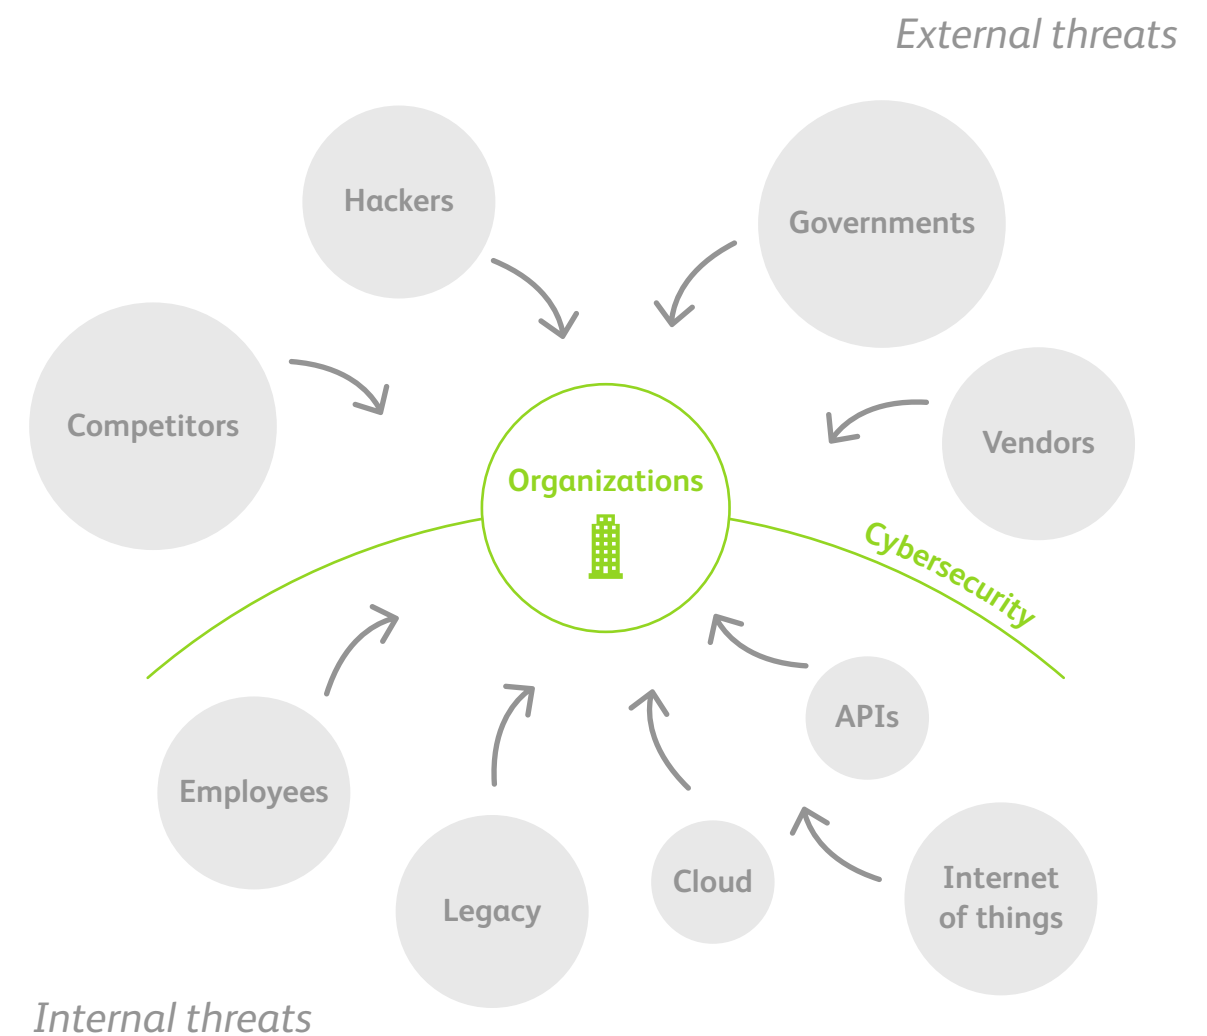 External threats
Hackers
Governments
Competitors
Vendors
Organizations
Cybersecurity
APIs
Employees
Legacy
Cloud
Internet
of things
Internal threats